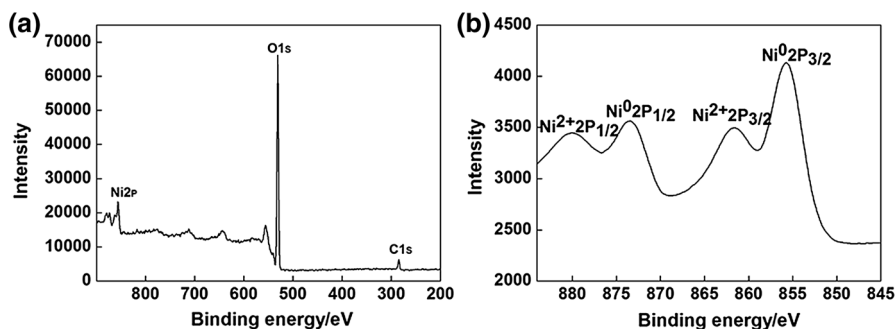 (a)
75000
70000
60000
50000
40000
30000
20000
10000
0
Intensity
O1s
Ni2P
C1s
800 700 600 500 400 300 200
Binding energy/eV
(b)
4500
4000
3500
3000
2500
2000
Intensity
Ni⁰2P3/2
Ni²⁺2P1/2
Ni⁰2P1/2
Ni²⁺2P3/2
880 875 870 865 860 855 850 845
Binding energy/eV